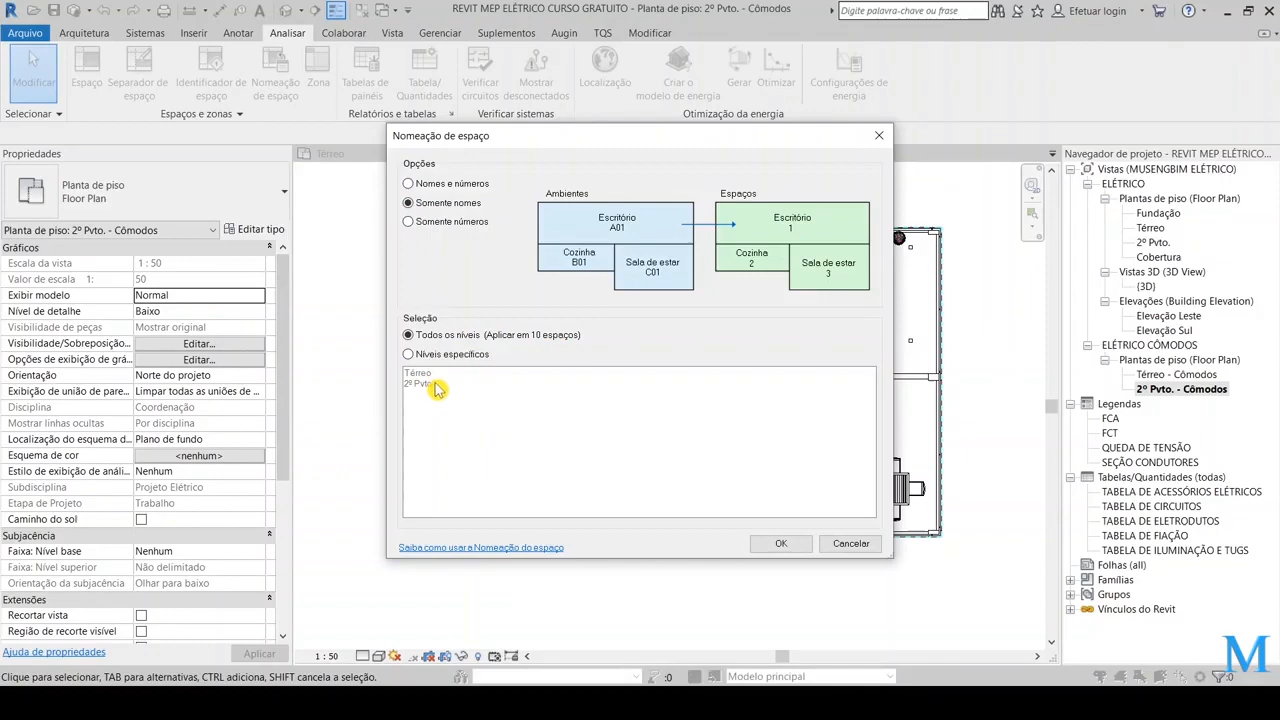 REVIT MEP ELÉTRICO CURSO GRATUITO - Planta de piso: 2º Pvto. - Cômodos
Digite palavra-chave ou frase
Efetuar login
Arquivo
Arquitetura
Sistemas
Inserir
Anotar
Analisar
Colaborar
Vista
Gerenciar
Suplementos
Augin
TQS
Modificar
Modificar
Espaço
Separador de espaço
Identificador de espaço
Nomeação de espaço
Zona
Tabelas de painéis
Tabela/ Quantidades
Verificar circuitos
Mostrar desconectados
Localização
Criar o modelo de energia
Gerar
Otimizar
Configurações de energia
Selecionar
Espaços e zonas
Relatórios e tabelas
Verificar sistemas
Otimização da energia
Propriedades
Planta de piso
Floor Plan
Planta de piso: 2º Pvto. - Cômodos
Editar tipo
Gráficos
Escala da vista 1 : 50
Valor de escala 1: 50
Exibir modelo Normal
Nível de detalhe Baixo
Visibilidade de peças Mostrar original
Visibilidade/Sobreposição... Editar...
Opções de exibição de grá... Editar...
Orientação Norte do projeto
Exibição de união de pare... Limpar todas as uniões de ...
Disciplina Coordenação
Mostrar linhas ocultas Por disciplina
Localização do esquema d... Plano de fundo
Esquema de cor <nenhum>
Estilo de exibição de análi... Nenhum
Subdisciplina Projeto Elétrico
Etapa de Projeto Trabalho
Caminho do sol
Subjacência
Faixa: Nível base Nenhum
Faixa: Nível superior Não delimitado
Orientação da subjacência Olhar para baixo
Extensões
Recortar vista
Região de recorte visível
Ajuda de propriedades
Aplicar
Térreo
Nomeação de espaço
Opções
Nomes e números
Somente nomes
Somente números
Ambientes
Espaços
Escritório
A01
Cozinha
B01
Sala de estar
C01
Escritório
1
Cozinha
2
Sala de estar
3
Seleção
Todos os níveis (Aplicar em 10 espaços)
Níveis específicos
Térreo
2º Pvto.
Saiba como usar a Nomeação do espaço
OK
Cancelar
Navegador de projeto - REVIT MEP ELÉTRICO...
Vistas (MUSENGBIM ELÉTRICO)
ELÉTRICO
Plantas de piso (Floor Plan)
Fundação
Térreo
2º Pvto.
Cobertura
Vistas 3D (3D View)
{3D}
Elevações (Building Elevation)
Elevação Leste
Elevação Sul
ELÉTRICO CÔMODOS
Plantas de piso (Floor Plan)
Térreo - Cômodos
2º Pvto. - Cômodos
Legendas
FCA
FCT
QUEDA DE TENSÃO
SEÇÃO CONDUTORES
Tabelas/Quantidades (todas)
TABELA DE ACESSÓRIOS ELÉTRICOS
TABELA DE CIRCUITOS
TABELA DE ELETRODUTOS
TABELA DE FIAÇÃO
TABELA DE ILUMINAÇÃO E TUGS
Folhas (all)
Famílias
Grupos
Vínculos do Revit
1 : 50
M
Clique para selecionar, TAB para alternativas, CTRL adiciona, SHIFT cancela a seleção.
:0
Modelo principal
:0